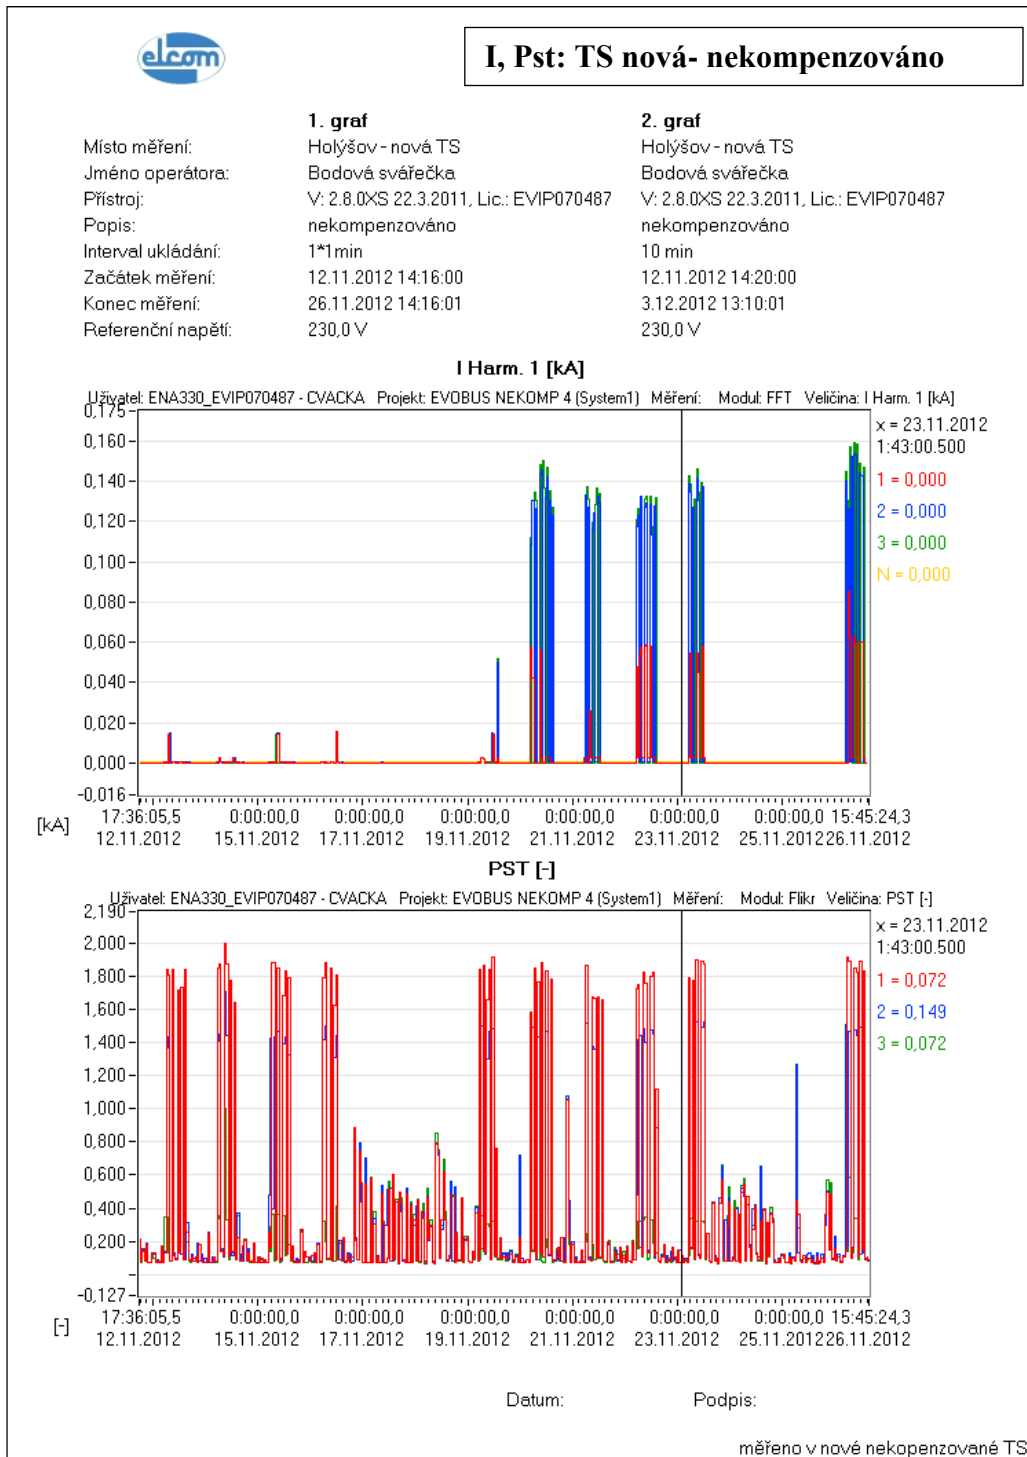 elcom
I, Pst: TS nová- nekompenzováno
1. graf 2. graf
Místo měření: Holýšov - nová TS Holýšov - nová TS
Jméno operátora: Bodová svářečka Bodová svářečka
Přístroj: V: 2.8.0XS 22.3.2011, Lic.: EVIP070487 V: 2.8.0XS 22.3.2011, Lic.: EVIP070487
Popis: nekompenzováno nekompenzováno
Interval ukládání: 1*1min 10 min
Začátek měření: 12.11.2012 14:16:00 12.11.2012 14:20:00
Konec měření: 26.11.2012 14:16:01 3.12.2012 13:10:01
Referenční napětí: 230,0 V 230,0 V
I Harm. 1 [kA]
Uživatel: ENA330_EVIP070487 - CVACKA Projekt: EVOBUS NEKOMP 4 (System1) Měření: Modul: FFT Veličina: I Harm. 1 [kA]
0,175
0,160
0,140
0,120
0,100
0,080
0,060
0,040
0,020
0,000
-0,016
x = 23.11.2012
1:43:00.500
1 = 0,000
2 = 0,000
3 = 0,000
N = 0,000
[kA]
17:36:05,5 0:00:00,0 0:00:00,0 0:00:00,0 0:00:00,0 0:00:00,0 0:00:00,0 15:45:24,3
12.11.2012 15.11.2012 17.11.2012 19.11.2012 21.11.2012 23.11.2012 25.11.2012 26.11.2012
PST [-]
Uživatel: ENA330_EVIP070487 - CVACKA Projekt: EVOBUS NEKOMP 4 (System1) Měření: Modul: Flikr Veličina: PST [-]
2,190
2,000
1,800
1,600
1,400
1,200
1,000
0,800
0,600
0,400
0,200
-0,127
x = 23.11.2012
1:43:00.500
1 = 0,072
2 = 0,149
3 = 0,072
[-]
17:36:05,5 0:00:00,0 0:00:00,0 0:00:00,0 0:00:00,0 0:00:00,0 0:00:00,0 15:45:24,3
12.11.2012 15.11.2012 17.11.2012 19.11.2012 21.11.2012 23.11.2012 25.11.2012 26.11.2012
Datum: Podpis:
měřeno v nové nekopenzované TS